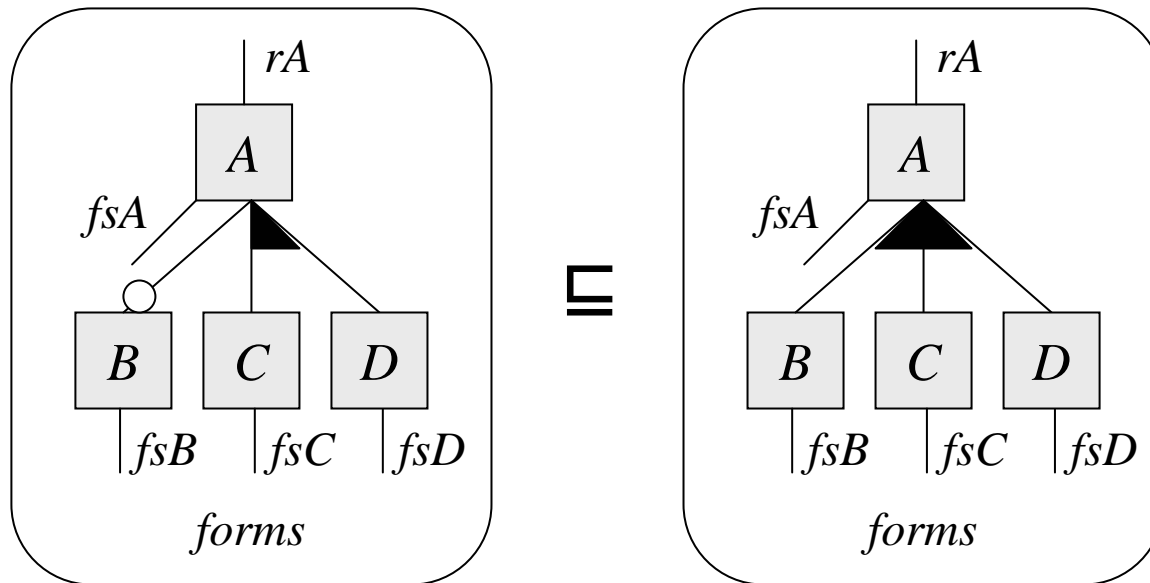 rA rA
A A
fsA fsA
⊑
B C D B C D
fsB fsC fsD fsB fsC fsD
forms forms